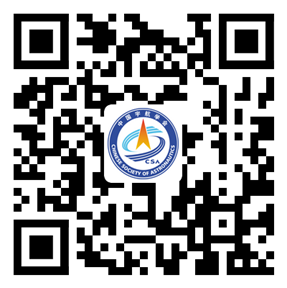 中国宇航学会
CSA
CHINESE SOCIETY OF ASTRONAUTICS